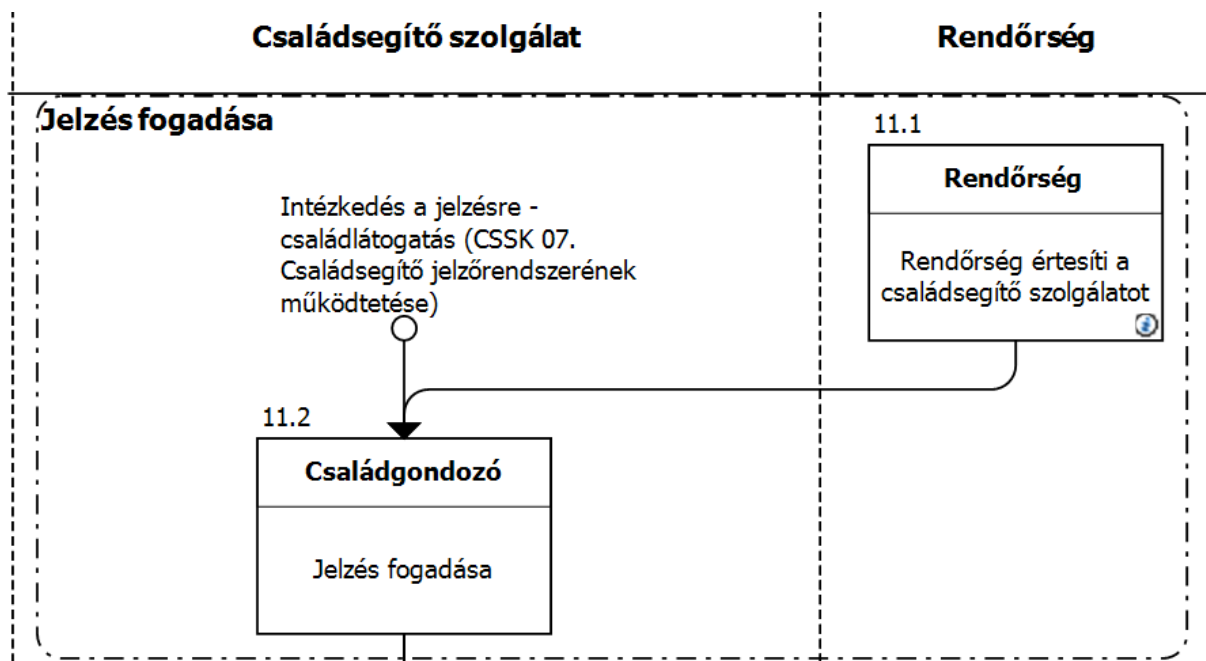 Családsegítő szolgálat
Rendőrség
Jelzés fogadása
11.1
Rendőrség
Rendőrség értesíti a
családsegítő szolgálatot
Intézkedés a jelzésre -
családlátogatás (CSSK 07.
Családsegítő jelzőrendszerének
működtetése)
11.2
Családgondozó
Jelzés fogadása